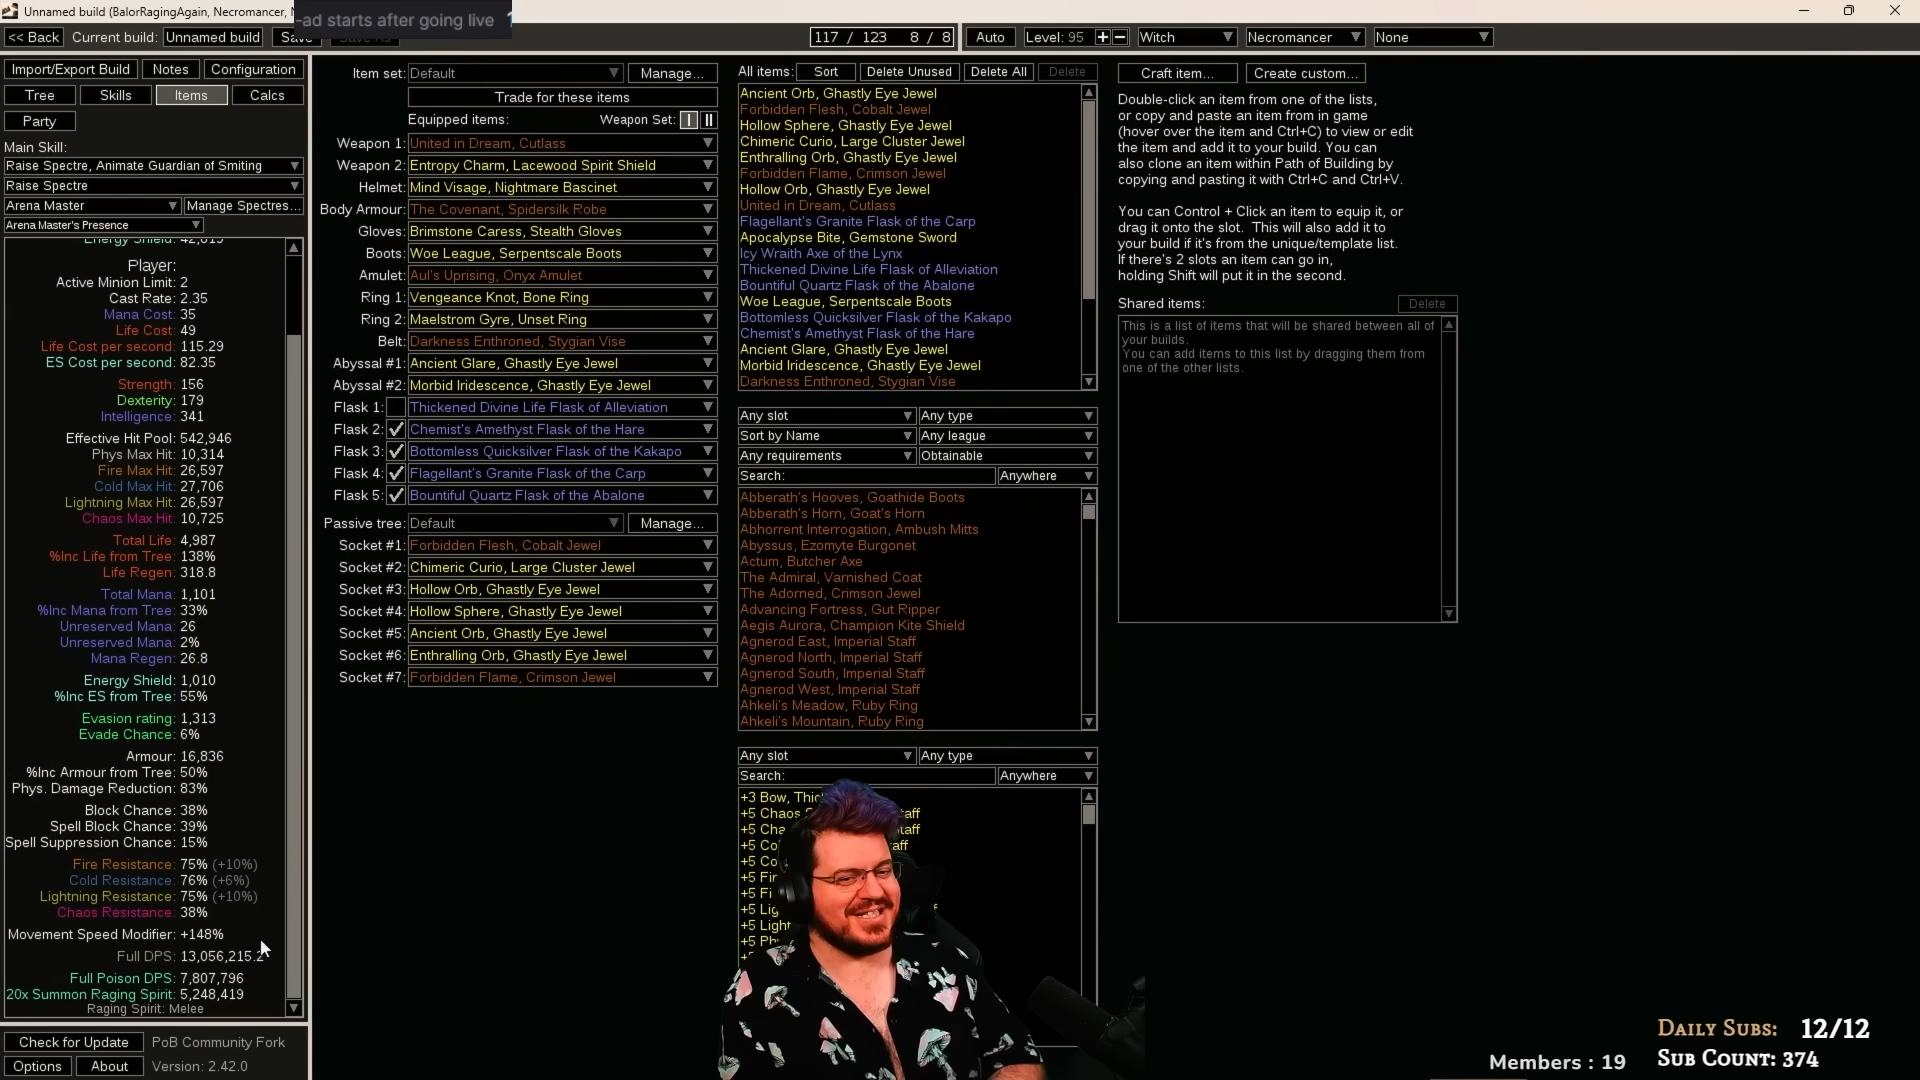 Unnamed build (BalorRagingAgain, Necromancer,
-ad starts after going live
<< Back
Current build:
Unnamed build
Save
Save As
117 / 123 8 / 8
Auto
Level: 95
Witch
Necromancer
None
Import/Export Build
Notes
Configuration
Tree
Skills
Items
Calcs
Party
Main Skill:
Raise Spectre, Animate Guardian of Smiting
Raise Spectre
Arena Master
Manage Spectres...
Arena Master's Presence
Player:
Active Minion Limit: 2
Cast Rate: 2.35
Mana Cost: 35
Life Cost: 49
Life Cost per second: 115.29
ES Cost per second: 82.35
Strength: 156
Dexterity: 179
Intelligence: 341
Effective Hit Pool: 542,946
Phys Max Hit: 10,314
Fire Max Hit: 26,597
Cold Max Hit: 27,706
Lightning Max Hit: 26,597
Chaos Max Hit: 10,725
Total Life: 4,987
%Inc Life from Tree: 138%
Life Regen: 318.8
Total Mana: 1,101
%Inc Mana from Tree: 33%
Unreserved Mana: 26
Unreserved Mana: 2%
Mana Regen: 26.8
Energy Shield: 1,010
%Inc ES from Tree: 55%
Evasion rating: 1,313
Evade Chance: 6%
Armour: 16,836
%Inc Armour from Tree: 50%
Phys. Damage Reduction: 83%
Block Chance: 38%
Spell Block Chance: 39%
Spell Suppression Chance: 15%
Fire Resistance: 75% (+10%)
Cold Resistance: 76% (+6%)
Lightning Resistance: 75% (+10%)
Chaos Resistance: 38%
Movement Speed Modifier: +148%
Full DPS: 13,056,215.2
Full Poison DPS: 7,807,796
20x Summon Raging Spirit: 5,248,419
Raging Spirit: Melee
Check for Update
PoB Community Fork
Options
About
Version: 2.42.0
Item set: Default
Manage...
Trade for these items
Equipped items:
Weapon Set: I II
Weapon 1: United in Dream, Cutlass
Weapon 2: Entropy Charm, Lacewood Spirit Shield
Helmet: Mind Visage, Nightmare Bascinet
Body Armour: The Covenant, Spidersilk Robe
Gloves: Brimstone Caress, Stealth Gloves
Boots: Woe League, Serpentscale Boots
Amulet: Aul's Uprising, Onyx Amulet
Ring 1: Vengeance Knot, Bone Ring
Ring 2: Maelstrom Gyre, Unset Ring
Belt: Darkness Enthroned, Stygian Vise
Abyssal #1: Ancient Glare, Ghastly Eye Jewel
Abyssal #2: Morbid Iridescence, Ghastly Eye Jewel
Flask 1: Thickened Divine Life Flask of Alleviation
Flask 2: Chemist's Amethyst Flask of the Hare
Flask 3: Bottomless Quicksilver Flask of the Kakapo
Flask 4: Flagellant's Granite Flask of the Carp
Flask 5: Bountiful Quartz Flask of the Abalone
Passive tree: Default
Manage...
Socket #1: Forbidden Flesh, Cobalt Jewel
Socket #2: Chimeric Curio, Large Cluster Jewel
Socket #3: Hollow Orb, Ghastly Eye Jewel
Socket #4: Hollow Sphere, Ghastly Eye Jewel
Socket #5: Ancient Orb, Ghastly Eye Jewel
Socket #6: Enthralling Orb, Ghastly Eye Jewel
Socket #7: Forbidden Flame, Crimson Jewel
All items:
Sort
Delete Unused
Delete All
Delete
Ancient Orb, Ghastly Eye Jewel
Forbidden Flesh, Cobalt Jewel
Hollow Sphere, Ghastly Eye Jewel
Chimeric Curio, Large Cluster Jewel
Enthralling Orb, Ghastly Eye Jewel
Forbidden Flame, Crimson Jewel
Hollow Orb, Ghastly Eye Jewel
United in Dream, Cutlass
Flagellant's Granite Flask of the Carp
Apocalypse Bite, Gemstone Sword
Icy Wraith Axe of the Lynx
Thickened Divine Life Flask of Alleviation
Bountiful Quartz Flask of the Abalone
Woe League, Serpentscale Boots
Bottomless Quicksilver Flask of the Kakapo
Chemist's Amethyst Flask of the Hare
Ancient Glare, Ghastly Eye Jewel
Morbid Iridescence, Ghastly Eye Jewel
Darkness Enthroned, Stygian Vise
Any slot
Any type
Sort by Name
Any league
Any requirements
Obtainable
Search:
Anywhere
Abberath's Hooves, Goathide Boots
Abberath's Horn, Goat's Horn
Abhorrent Interrogation, Ambush Mitts
Abyssus, Ezomyte Burgonet
Actum, Butcher Axe
The Admiral, Varnished Coat
The Adorned, Crimson Jewel
Advancing Fortress, Gut Ripper
Aegis Aurora, Champion Kite Shield
Agnerod East, Imperial Staff
Agnerod North, Imperial Staff
Agnerod South, Imperial Staff
Agnerod West, Imperial Staff
Ahkeli's Meadow, Ruby Ring
Ahkeli's Mountain, Ruby Ring
Any slot
Any type
Search:
Anywhere
+3 Bow,
+5 Chaos
+5
+5
+5
+5
+5
+5
+5 Light
+5
Craft item...
Create custom...
Double-click an item from one of the lists,
or copy and paste an item from in game
(hover over the item and Ctrl+C) to view or edit
the item and add it to your build. You can
also clone an item within Path of Building by
copying and pasting it with Ctrl+C and Ctrl+V.
You can Control + Click an item to equip it, or
drag it onto the slot. This will also add it to
your build if it's from the unique/template list.
If there's 2 slots an item can go in,
holding Shift will put it in the second.
Shared items:
Delete
This is a list of items that will be shared between all of
your builds.
You can add items to this list by dragging them from
one of the other lists.
Daily Subs: 12/12
Members : 19
Sub Count: 374